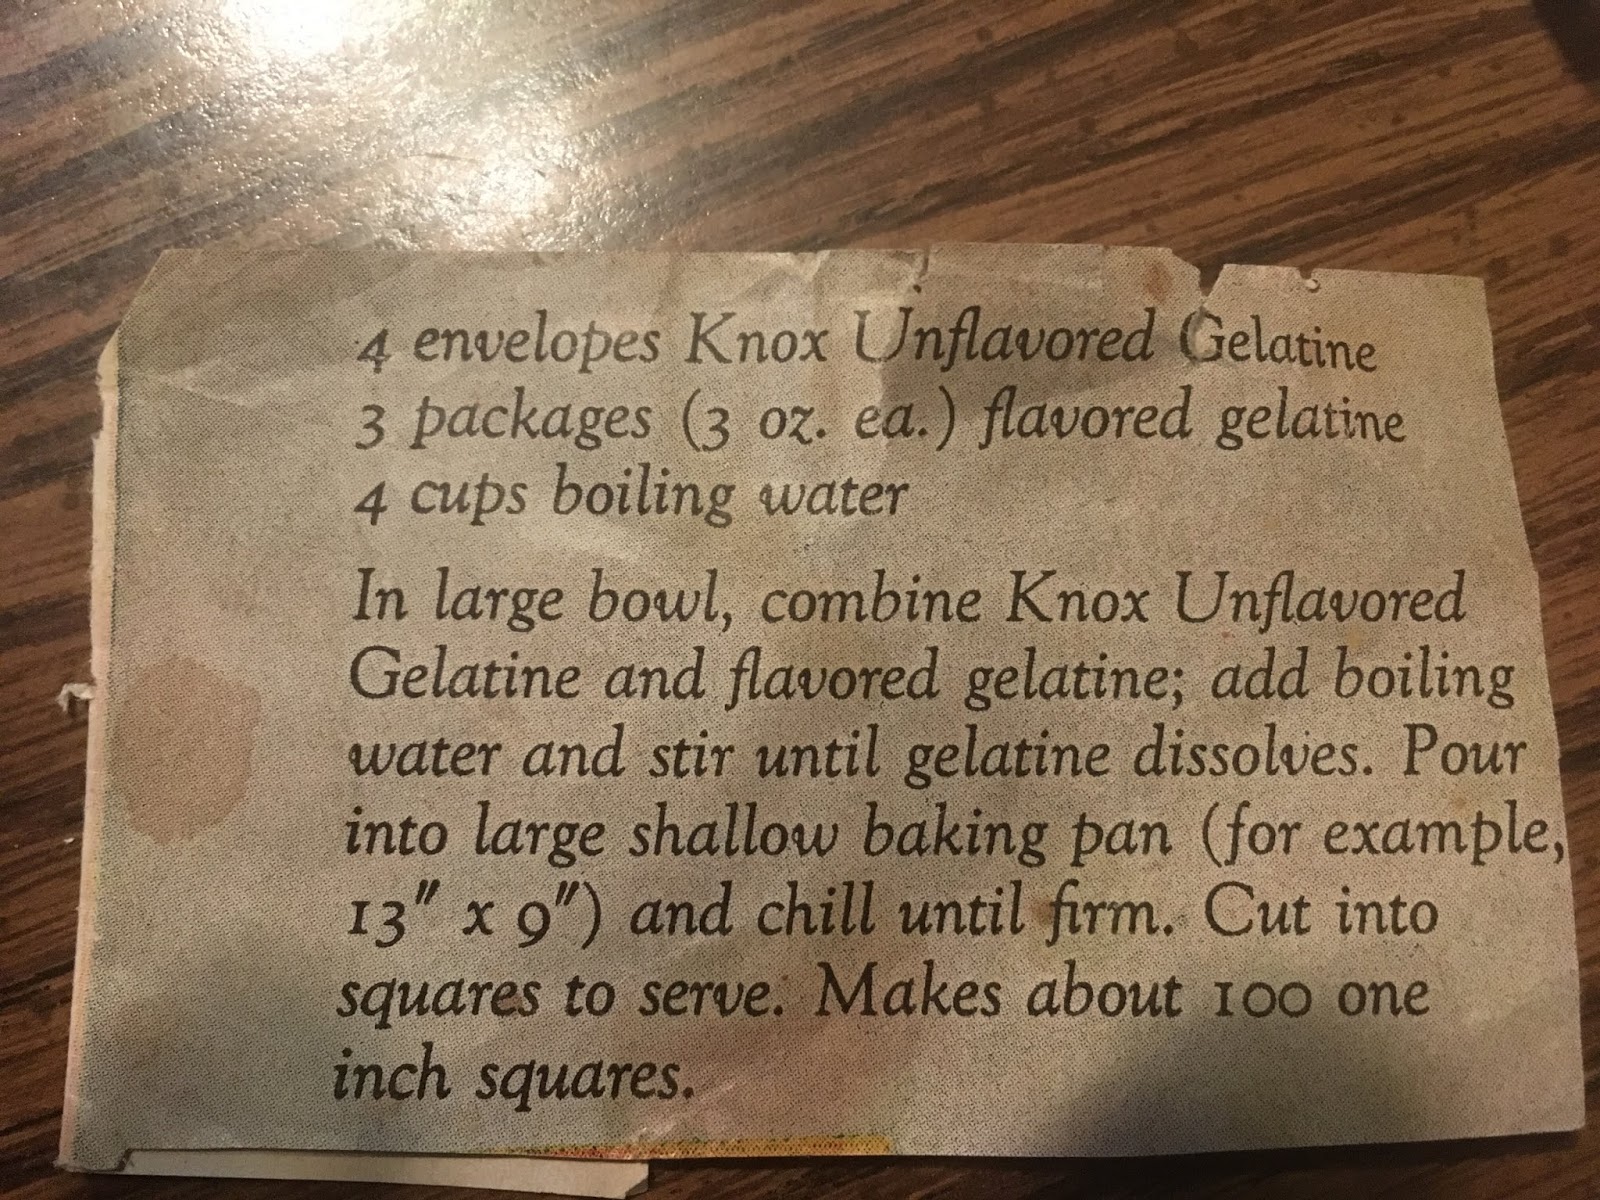 4 envelopes Knox Unflavored Gelatine
3 packages (3 oz. ea.) flavored gelatine
4 cups boiling water
In large bowl, combine Knox Unflavored
Gelatine and flavored gelatine; add boiling
water and stir until gelatine dissolves. Pour
into large shallow baking pan (for example,
13" x 9") and chill until firm. Cut into
squares to serve. Makes about 100 one
inch squares.